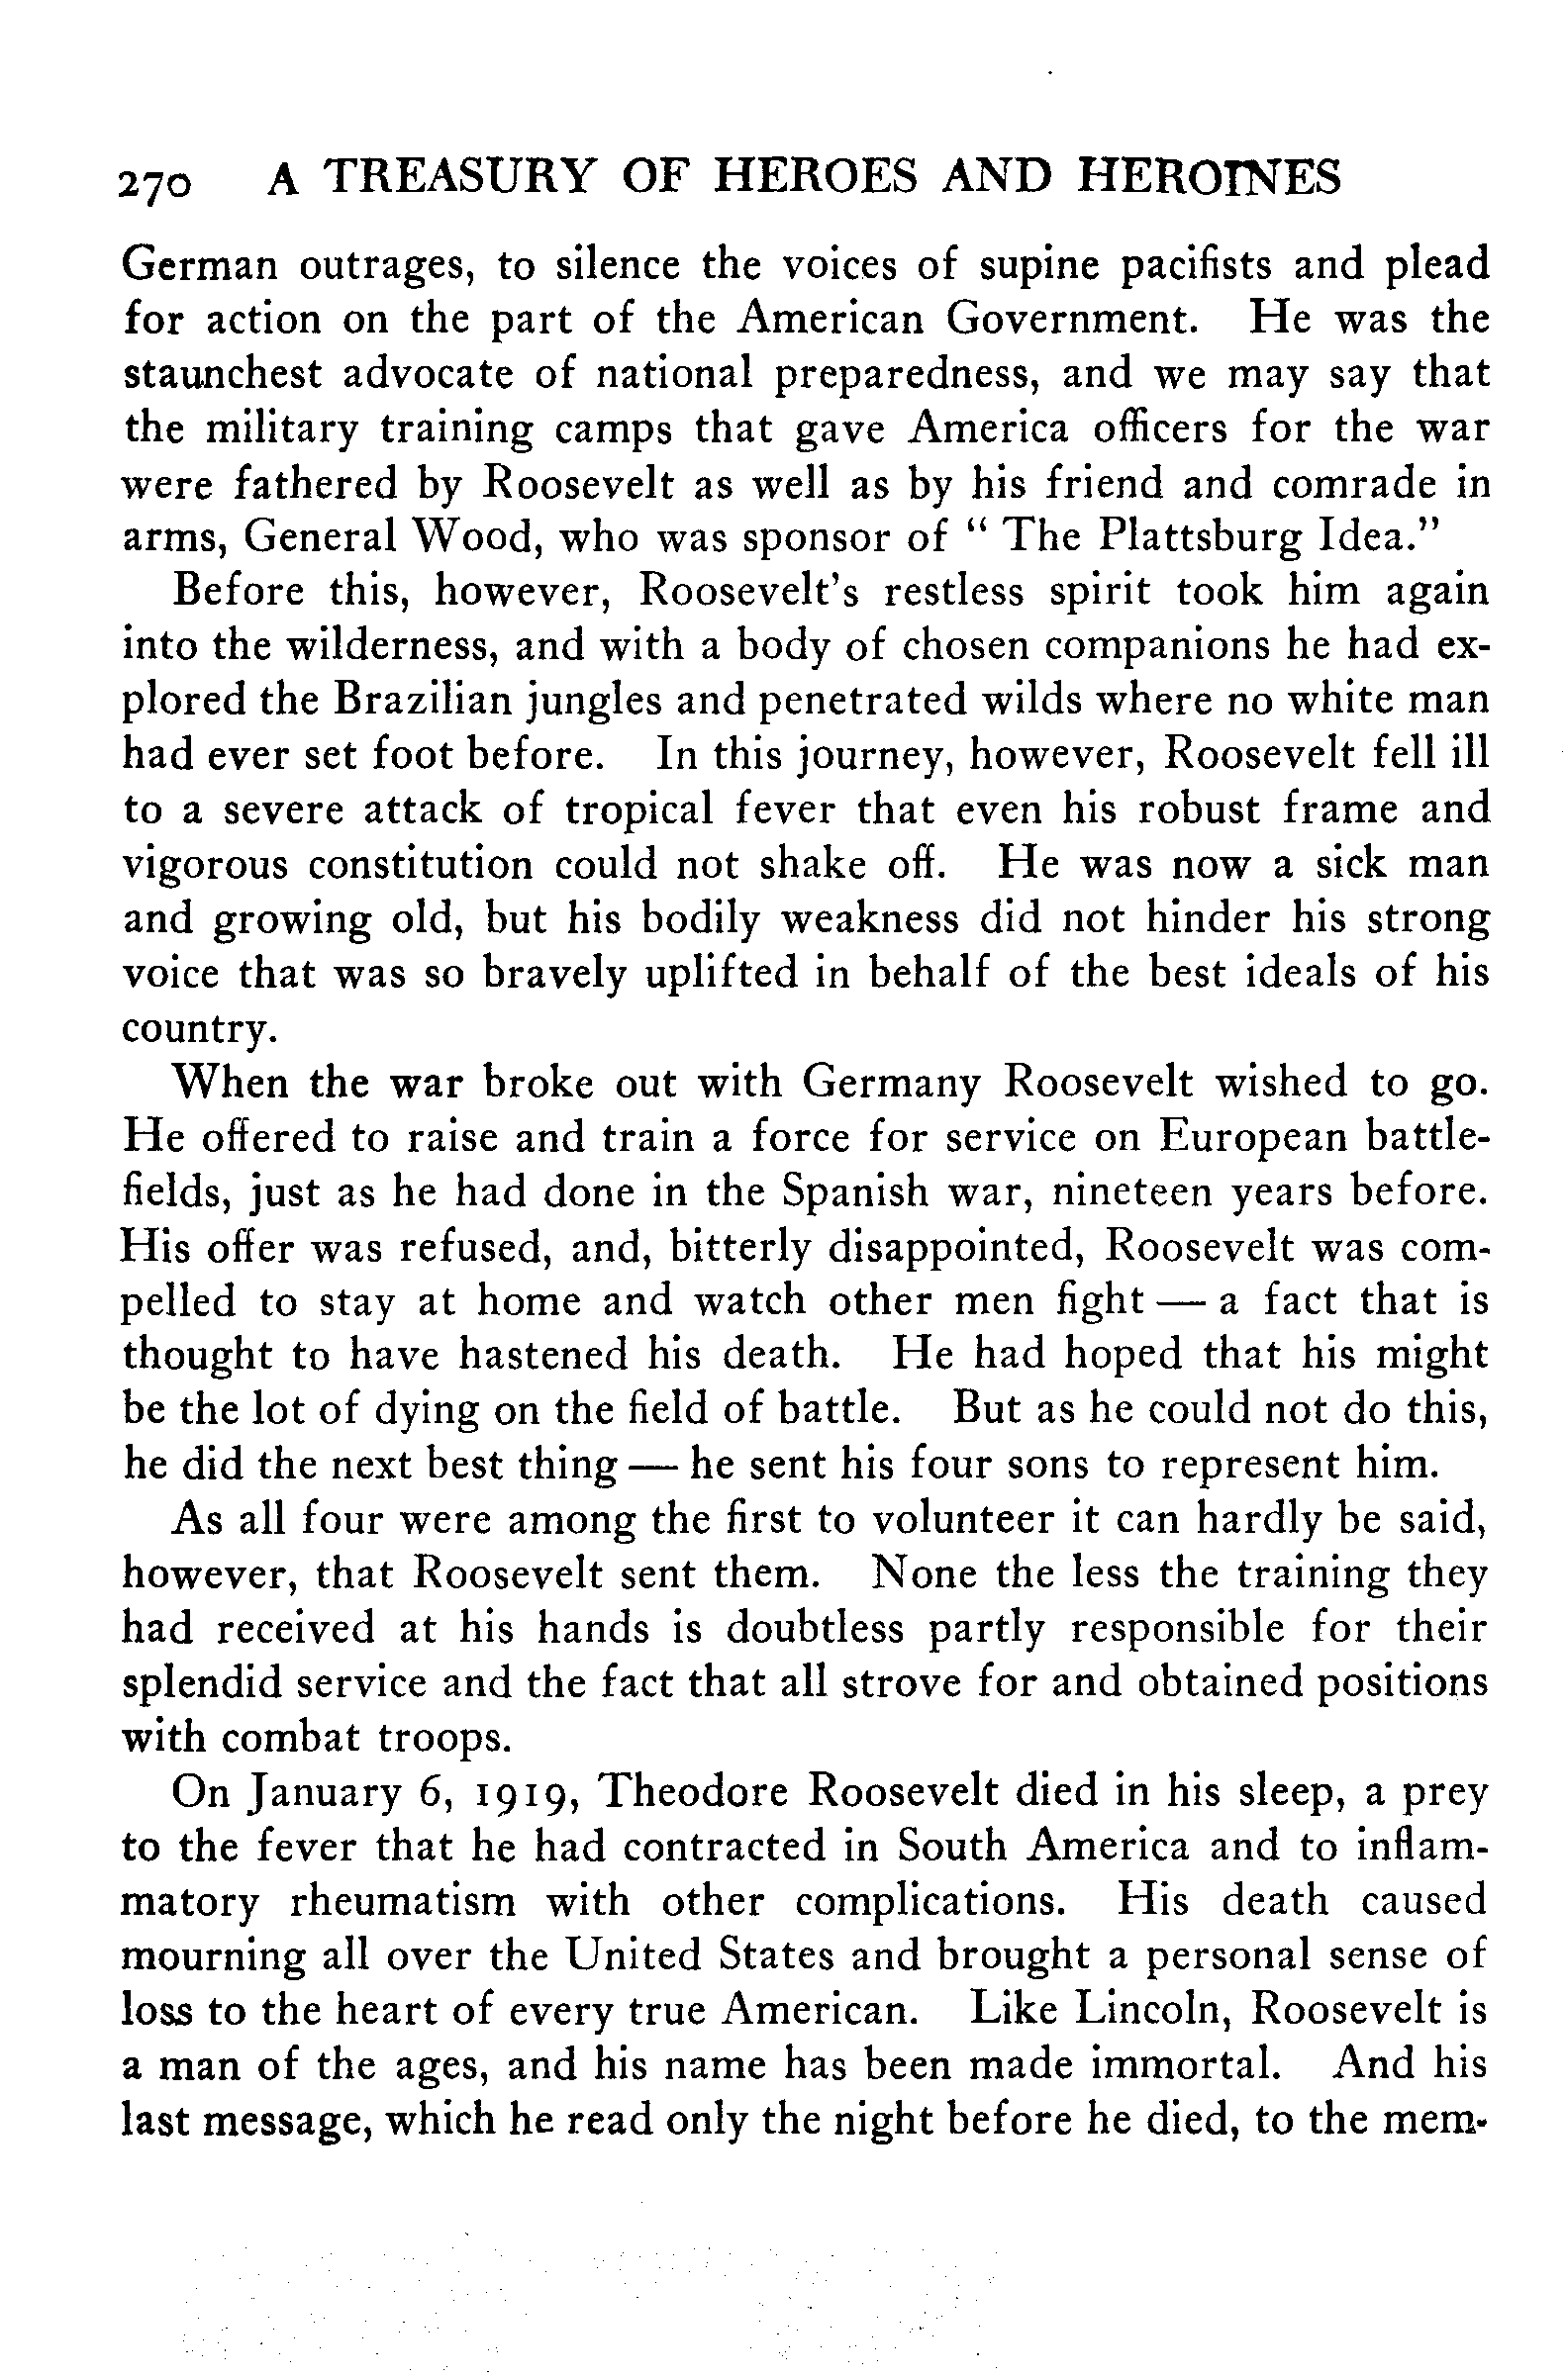 270 A TREASURY OF HEROES AND HEROINES
German outrages, to silence the voices of supine pacifists and plead
for action on the part of the American Government. He was the
staunchest advocate of national preparedness, and we may say that
the military training camps that gave America officers for the war
were fathered by Roosevelt as well as by his friend and comrade in
arms, General Wood, who was sponsor of " The Plattsburg Idea."
Before this, however, Roosevelt's restless spirit took him again
into the wilderness, and with a body of chosen companions he had ex-
plored the Brazilian jungles and penetrated wilds where no white man
had ever set foot before. In this journey, however, Roosevelt fell ill
to a severe attack of tropical fever that even his robust frame and
vigorous constitution could not shake off. He was now a sick man
and growing old, but his bodily weakness did not hinder his strong
voice that was so bravely uplifted in behalf of the best ideals of his
country.
When the war broke out with Germany Roosevelt wished to go.
He offered to raise and train a force for service on European battle-
fields, just as he had done in the Spanish war, nineteen years before.
His offer was refused, and, bitterly disappointed, Roosevelt was com-
pelled to stay at home and watch other men fight — a fact that is
thought to have hastened his death. He had hoped that his might
be the lot of dying on the field of battle. But as he could not do this,
he did the next best thing — he sent his four sons to represent him.
As all four were among the first to volunteer it can hardly be said,
however, that Roosevelt sent them. None the less the training they
had received at his hands is doubtless partly responsible for their
splendid service and the fact that all strove for and obtained positions
with combat troops.
On January 6, 1919, Theodore Roosevelt died in his sleep, a prey
to the fever that he had contracted in South America and to inflam-
matory rheumatism with other complications. His death caused
mourning all over the United States and brought a personal sense of
loss to the heart of every true American. Like Lincoln, Roosevelt is
a man of the ages, and his name has been made immortal. And his
last message, which he read only the night before he died, to the mem-